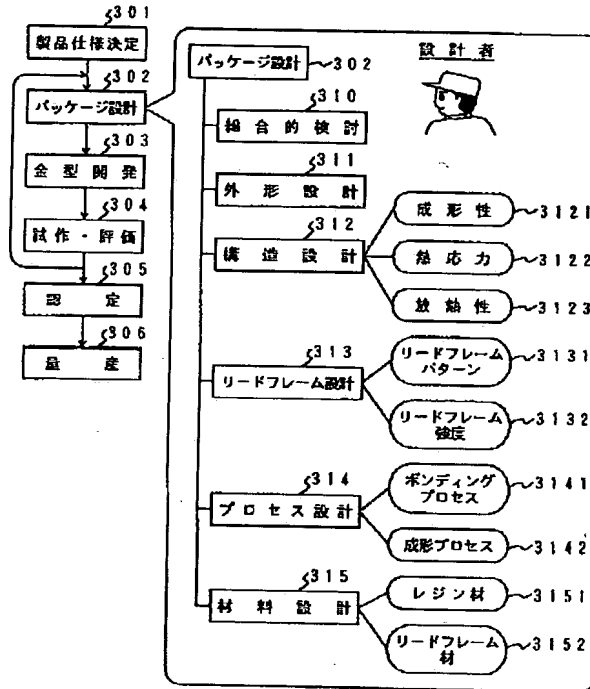 301
製品仕様決定
302
パッケージ設計
303
金型開発
304
試作・評価
305
認定
306
量産
パッケージ設計
302
設計者
310
総合的検討
311
外形設計
312
構造設計
成形性
3121
熱応力
3122
放熱性
3123
313
リードフレーム設計
リードフレーム
パターン
3131
リードフレーム
強度
3132
314
プロセス設計
ボンディング
プロセス
3141
成形プロセス
3142
315
材料設計
レジン材
3151
リードフレーム
材
3152